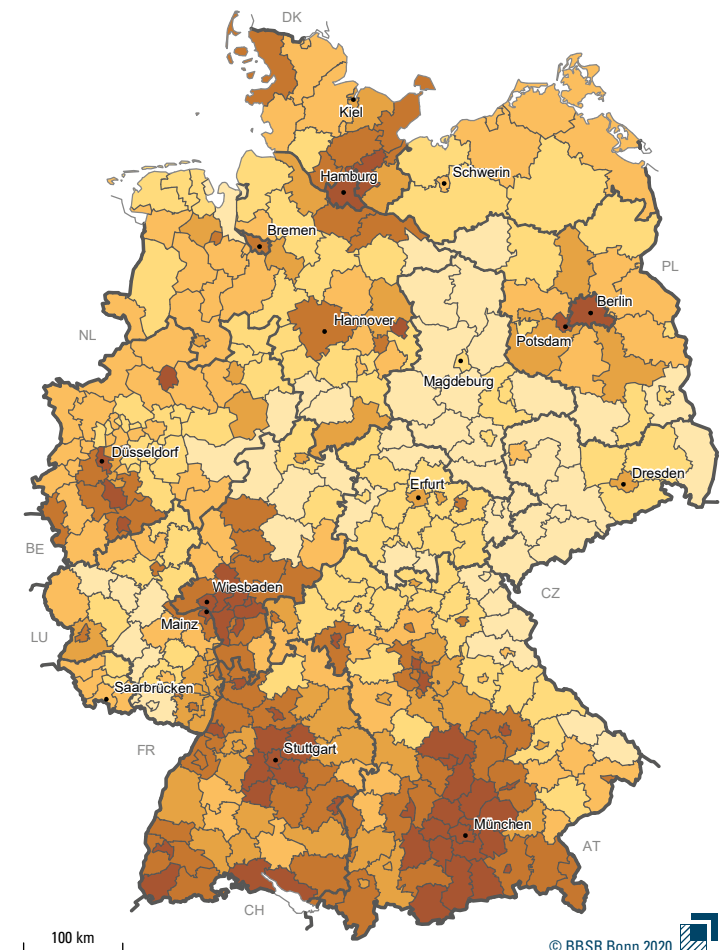 DK
Kiel
Hamburg
Schwerin
Bremen
PL
Berlin
Hannover
NL
Potsdam
Magdeburg
Düsseldorf
Dresden
Erfurt
BE
Wiesbaden
CZ
Mainz
LU
Saarbrücken
FR
Stuttgart
München
AT
CH
100 km
© BBSR Bonn 2020